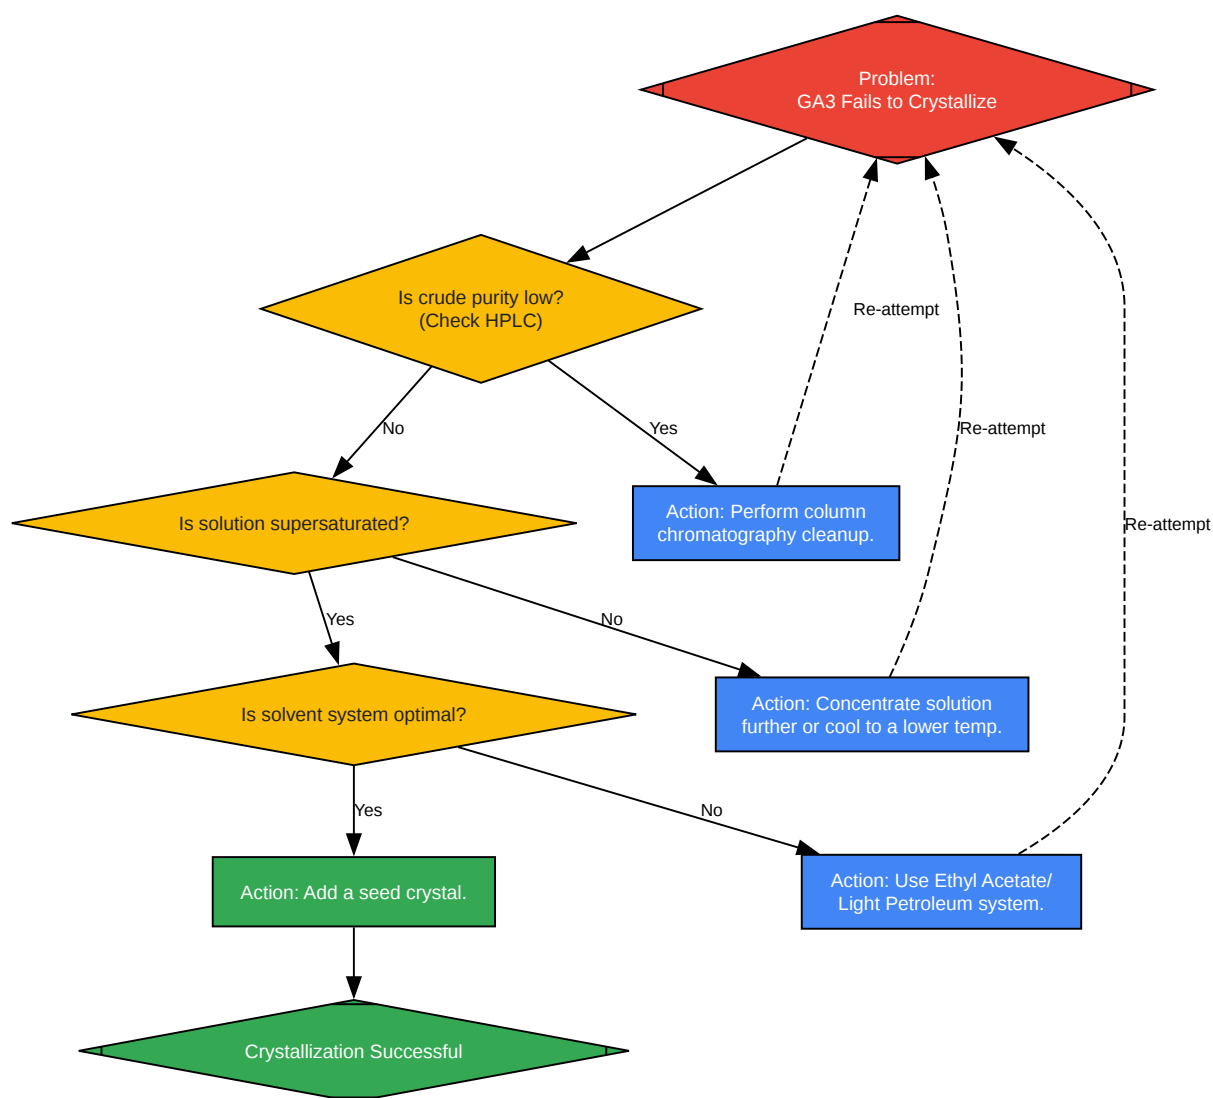 Problem:
GA3 Fails to Crystallize
Is crude purity low?
(Check HPLC)
Re-attempt
No
Yes
Re-attempt
Is solution supersaturated?
Action: Perform column
chromatography cleanup.
Re-attempt
Yes
No
Is solvent system optimal?
Action: Concentrate solution
further or cool to a lower temp.
Yes
No
Action: Add a seed crystal.
Action: Use Ethyl Acetate/
Light Petroleum system.
Crystallization Successful